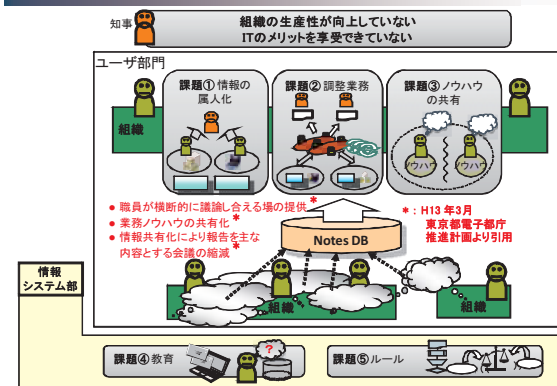 知事
組織の生産性が向上していない
ITのメリットを享受できていない
ユーザ部門
課題①情報の
属人化
課題②調整業務
課題③ノウハウ
の共有
組織
ノウハウ
ノウハウ
● 職員が横断的に議論し合える場の提供*
● 業務ノウハウの共有化*
● 情報共有化により報告を主な
内容とする会議の縮減*
*：H13年3月
東京都電子都庁
推進計画より引用
Notes DB
情報
システム部
組織
組織
課題④教育
?
課題⑤ルール